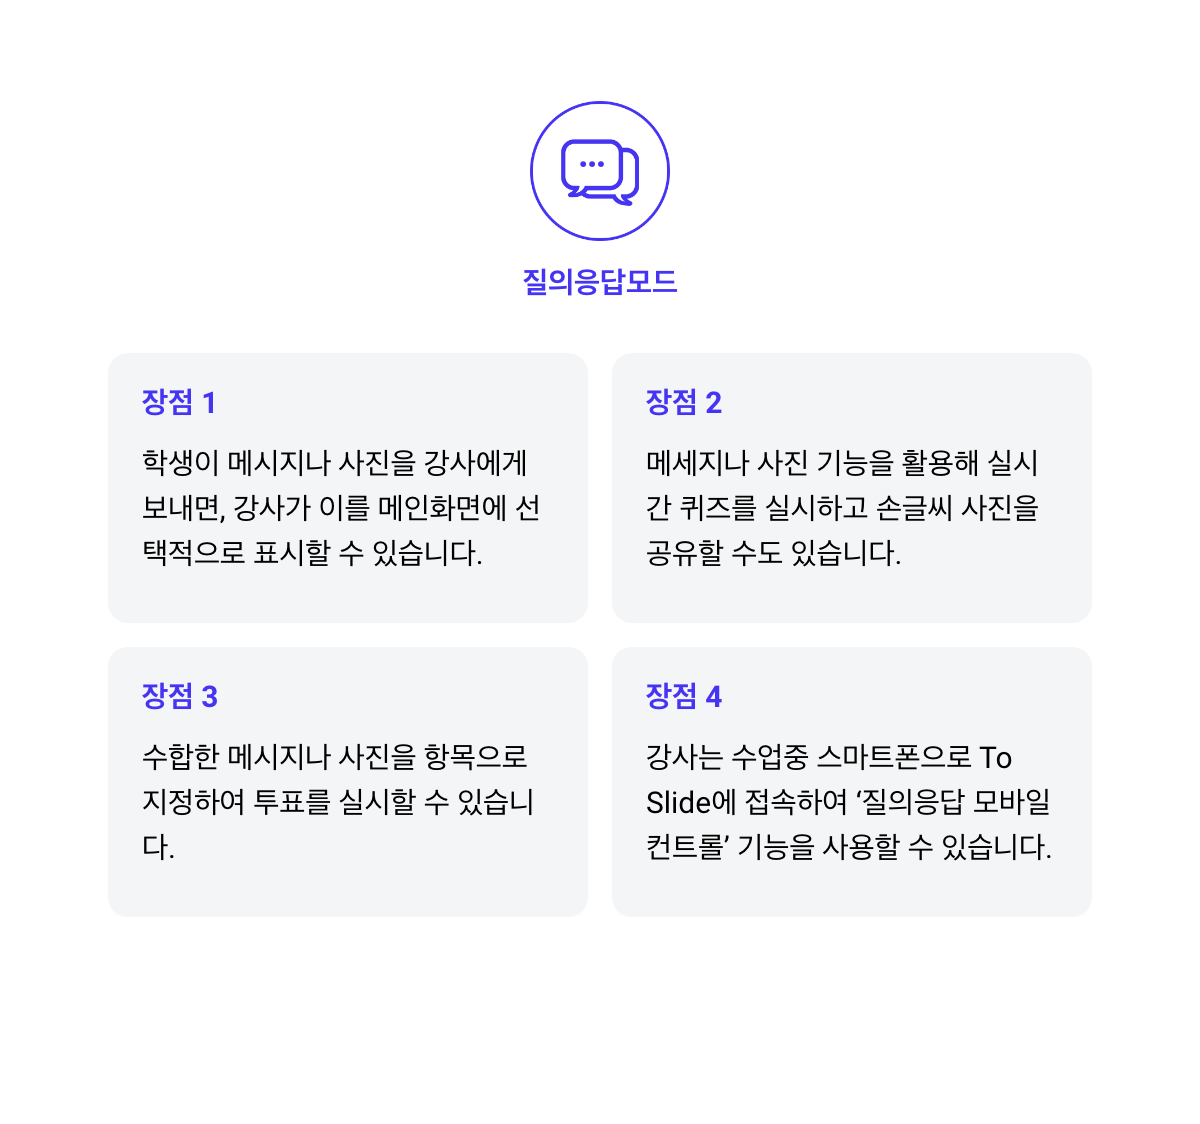 질의응답모드
장점 1
학생이 메시지나 사진을 강사에게
보내면, 강사가 이를 메인화면에 선
택적으로 표시할 수 있습니다.
장점 2
메세지나 사진 기능을 활용해 실시
간 퀴즈를 실시하고 손글씨 사진을
공유할 수도 있습니다.
장점 3
수합한 메시지나 사진을 항목으로
지정하여 투표를 실시할 수 있습니
다.
장점 4
강사는 수업중 스마트폰으로 To
Slide에 접속하여 ‘질의응답 모바일
컨트롤’ 기능을 사용할 수 있습니다.